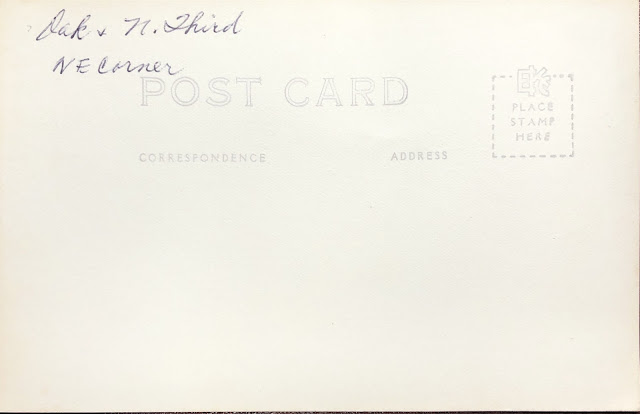 Oak & N. Third
NE Corner
POST CARD
EKC
PLACE
STAMP
HERE
CORRESPONDENCE ADDRESS